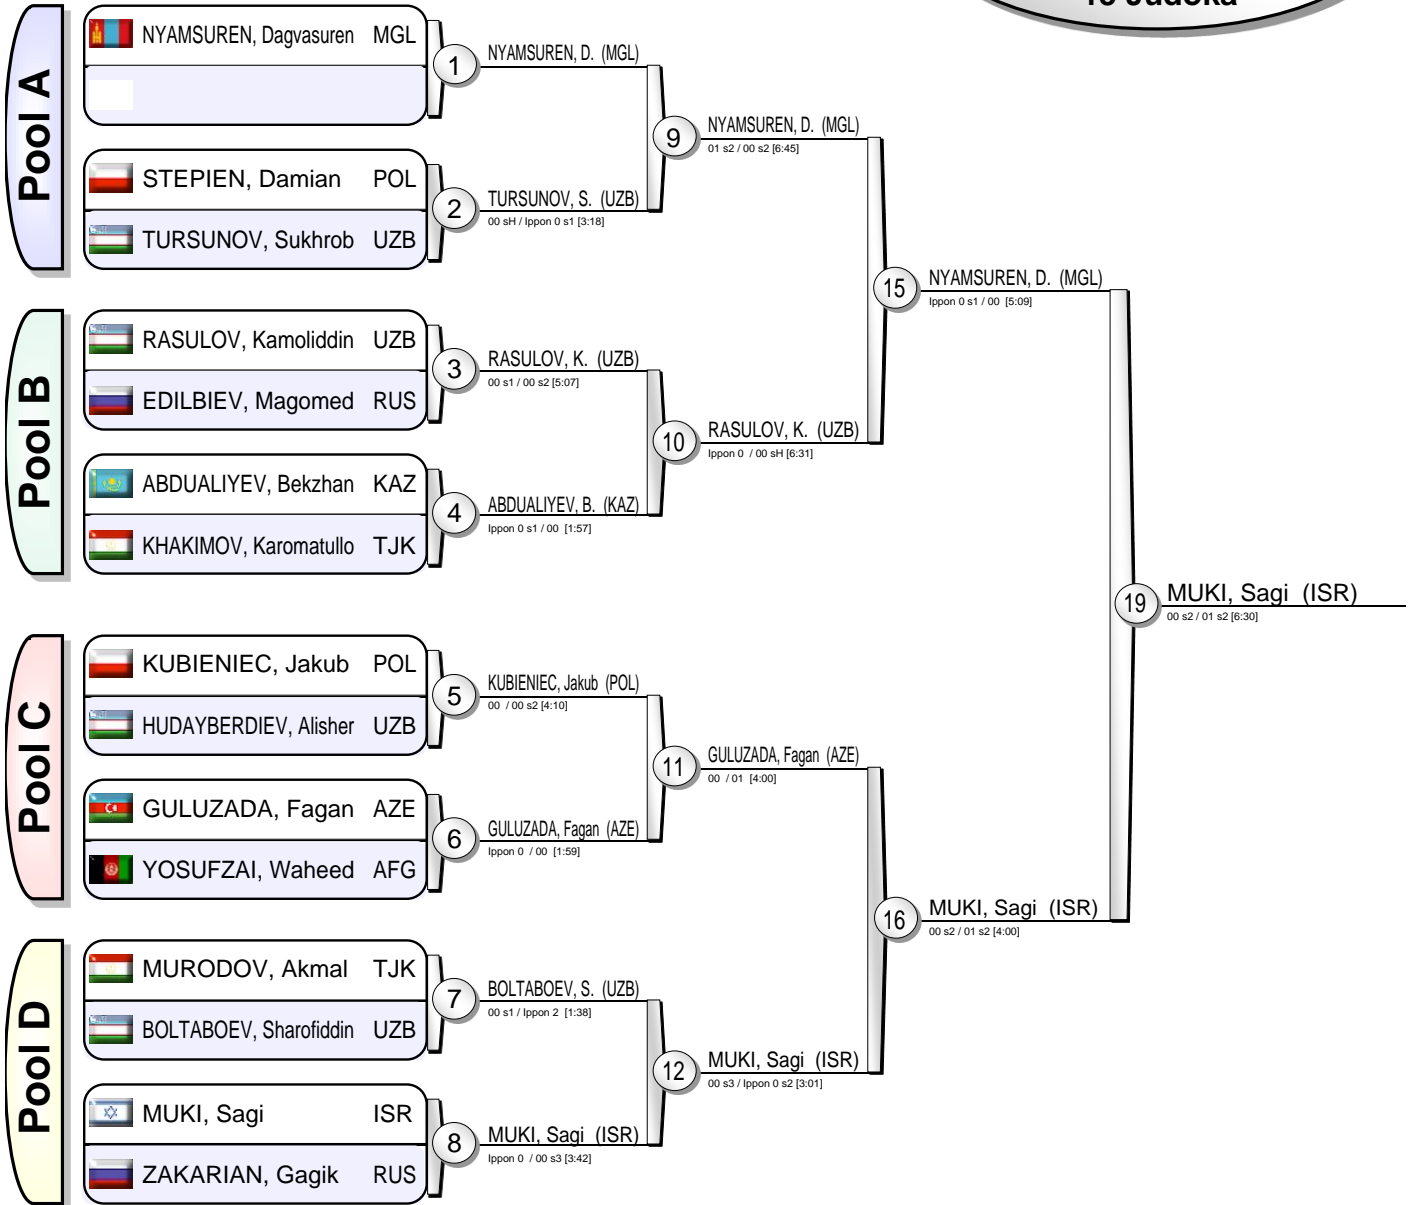 15 Judoka
Pool A
NYAMSUREN, Dagvasuren MGL
1
NYAMSUREN, D. (MGL)
STEPIEN, Damian POL
TURSUNOV, Sukhrob UZB
2
TURSUNOV, S. (UZB)
00 sH / Ippon 0 s1 [3:18]
9
NYAMSUREN, D. (MGL)
01 s2 / 00 s2 [6:45]
Pool B
RASULOV, Kamoliddin UZB
EDILBIEV, Magomed RUS
3
RASULOV, K. (UZB)
00 s1 / 00 s2 [5:07]
ABDUALIYEV, Bekzhan KAZ
KHAKIMOV, Karomatullo TJK
4
ABDUALIYEV, B. (KAZ)
Ippon 0 s1 / 00 [1:57]
10
RASULOV, K. (UZB)
Ippon 0 / 00 sH [6:31]
15
NYAMSUREN, D. (MGL)
Ippon 0 s1 / 00 [5:09]
Pool C
KUBIENIEC, Jakub POL
HUDAYBERDIEV, Alisher UZB
5
KUBIENIEC, Jakub (POL)
00 / 00 s2 [4:10]
GULUZADA, Fagan AZE
YOSUFZAI, Waheed AFG
6
GULUZADA, Fagan (AZE)
Ippon 0 / 00 [1:59]
11
GULUZADA, Fagan (AZE)
00 / 01 [4:00]
Pool D
MURODOV, Akmal TJK
BOLTABOEV, Sharofiddin UZB
7
BOLTABOEV, S. (UZB)
00 s1 / Ippon 2 [1:38]
MUKI, Sagi ISR
ZAKARIAN, Gagik RUS
8
MUKI, Sagi (ISR)
Ippon 0 / 00 s3 [3:42]
12
MUKI, Sagi (ISR)
00 s3 / Ippon 0 s2 [3:01]
16
MUKI, Sagi (ISR)
00 s2 / 01 s2 [4:00]
19
MUKI, Sagi (ISR)
00 s2 / 01 s2 [6:30]